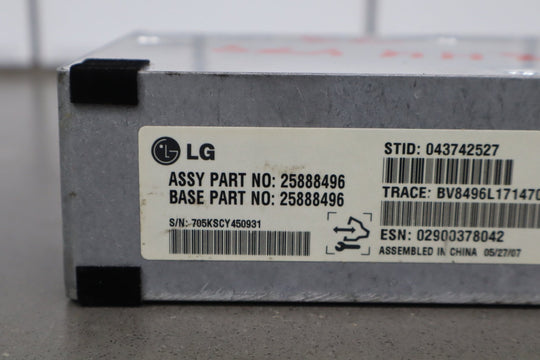 LG
ASSY PART NO: 25888496
BASE PART NO: 25888496
S/N: 705KSCY450931
STID: 043742527
TRACE: BV8496L171470
ESN: 02900378042
ASSEMBLED IN CHINA 05/27/07